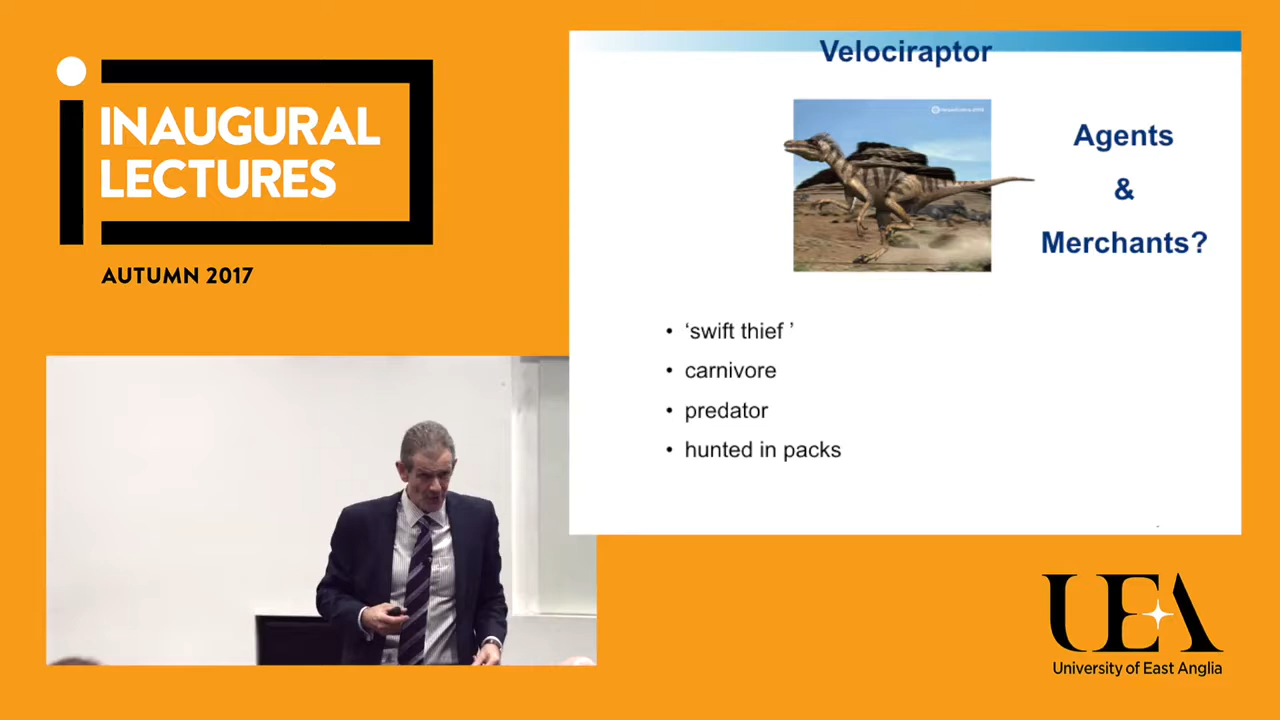 INAUGURAL
LECTURES
AUTUMN 2017
Velociraptor
Agents
&
Merchants?
• ‘swift thief ’
• carnivore
• predator
• hunted in packs
UEA
University of East Anglia